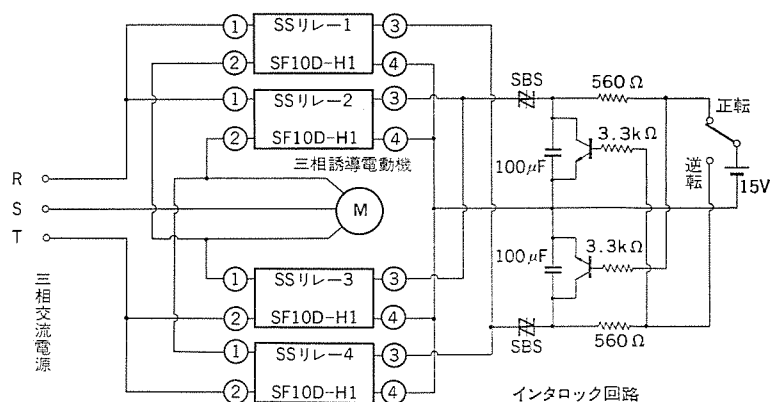 ① SSリレー1 ③
② SF10D-H1 ④
① SSリレー2 ③
② SF10D-H1 ④
三相誘導電動機
R
S
T
M
三相交流電源
① SSリレー3 ③
② SF10D-H1 ④
① SSリレー4 ③
② SF10D-H1 ④
SBS
560Ω
正転
3.3kΩ
100μF
逆転
15V
3.3kΩ
100μF
SBS
560Ω
インタロック回路